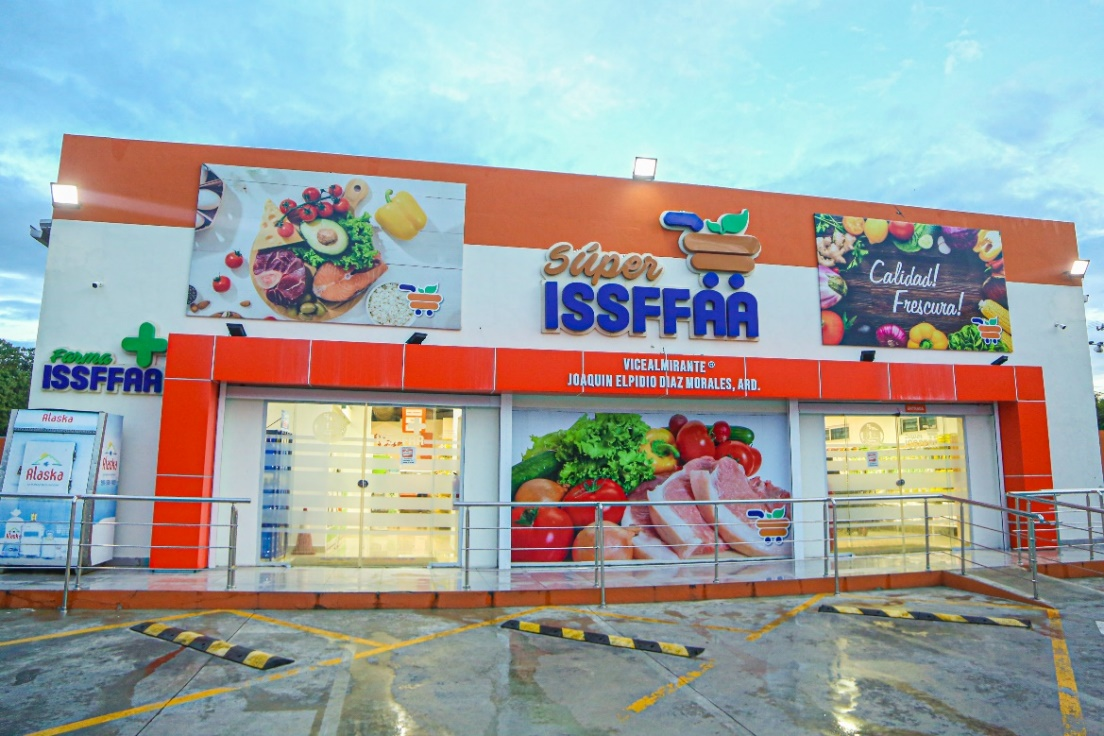 Súper
ISSFFAA
Calidad!
Frescura!
VICEALMIRANTE
JOAQUIN ELPIDIO DIAZ MORALES, ARD.
Farma
ISSFFAA
Alaska
Alaska